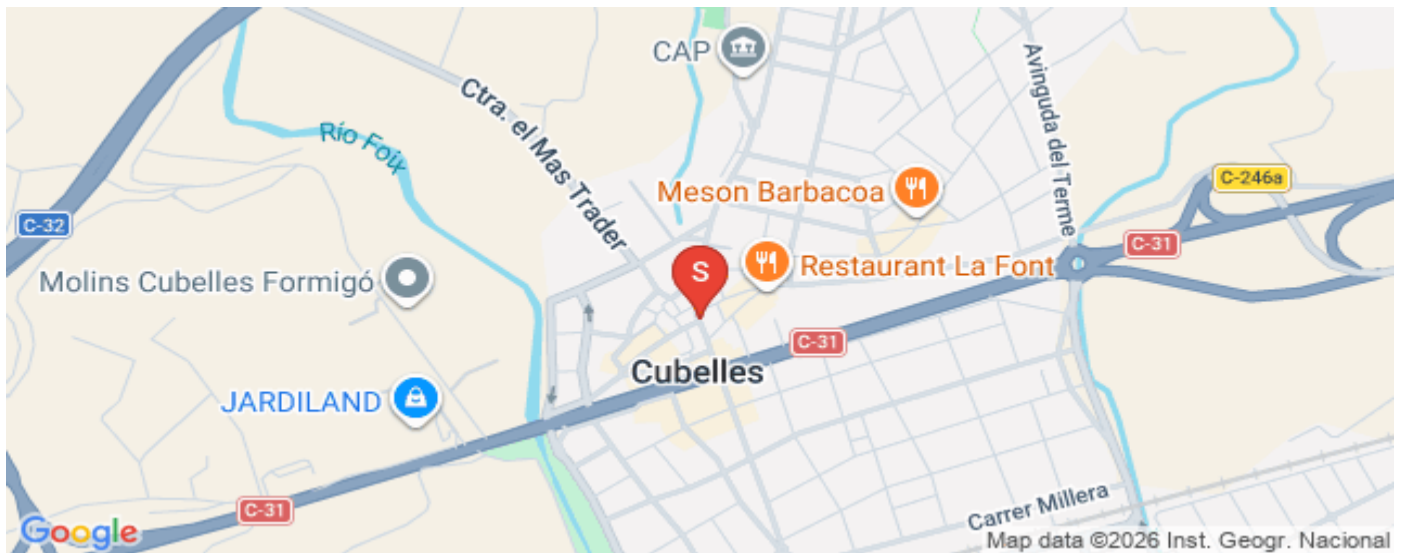 CAP
Ctra. el Mas Trader
Río Foix
Avinguda del Terme
C-246a
Meson Barbacoa
C-32
C-31
S
Restaurant La Font
Molins Cubelles Formigó
C-31
Cubelles
JARDILAND
C-31
Carrer Millera
Google
Map data ©2026 Inst. Geogr. Nacional